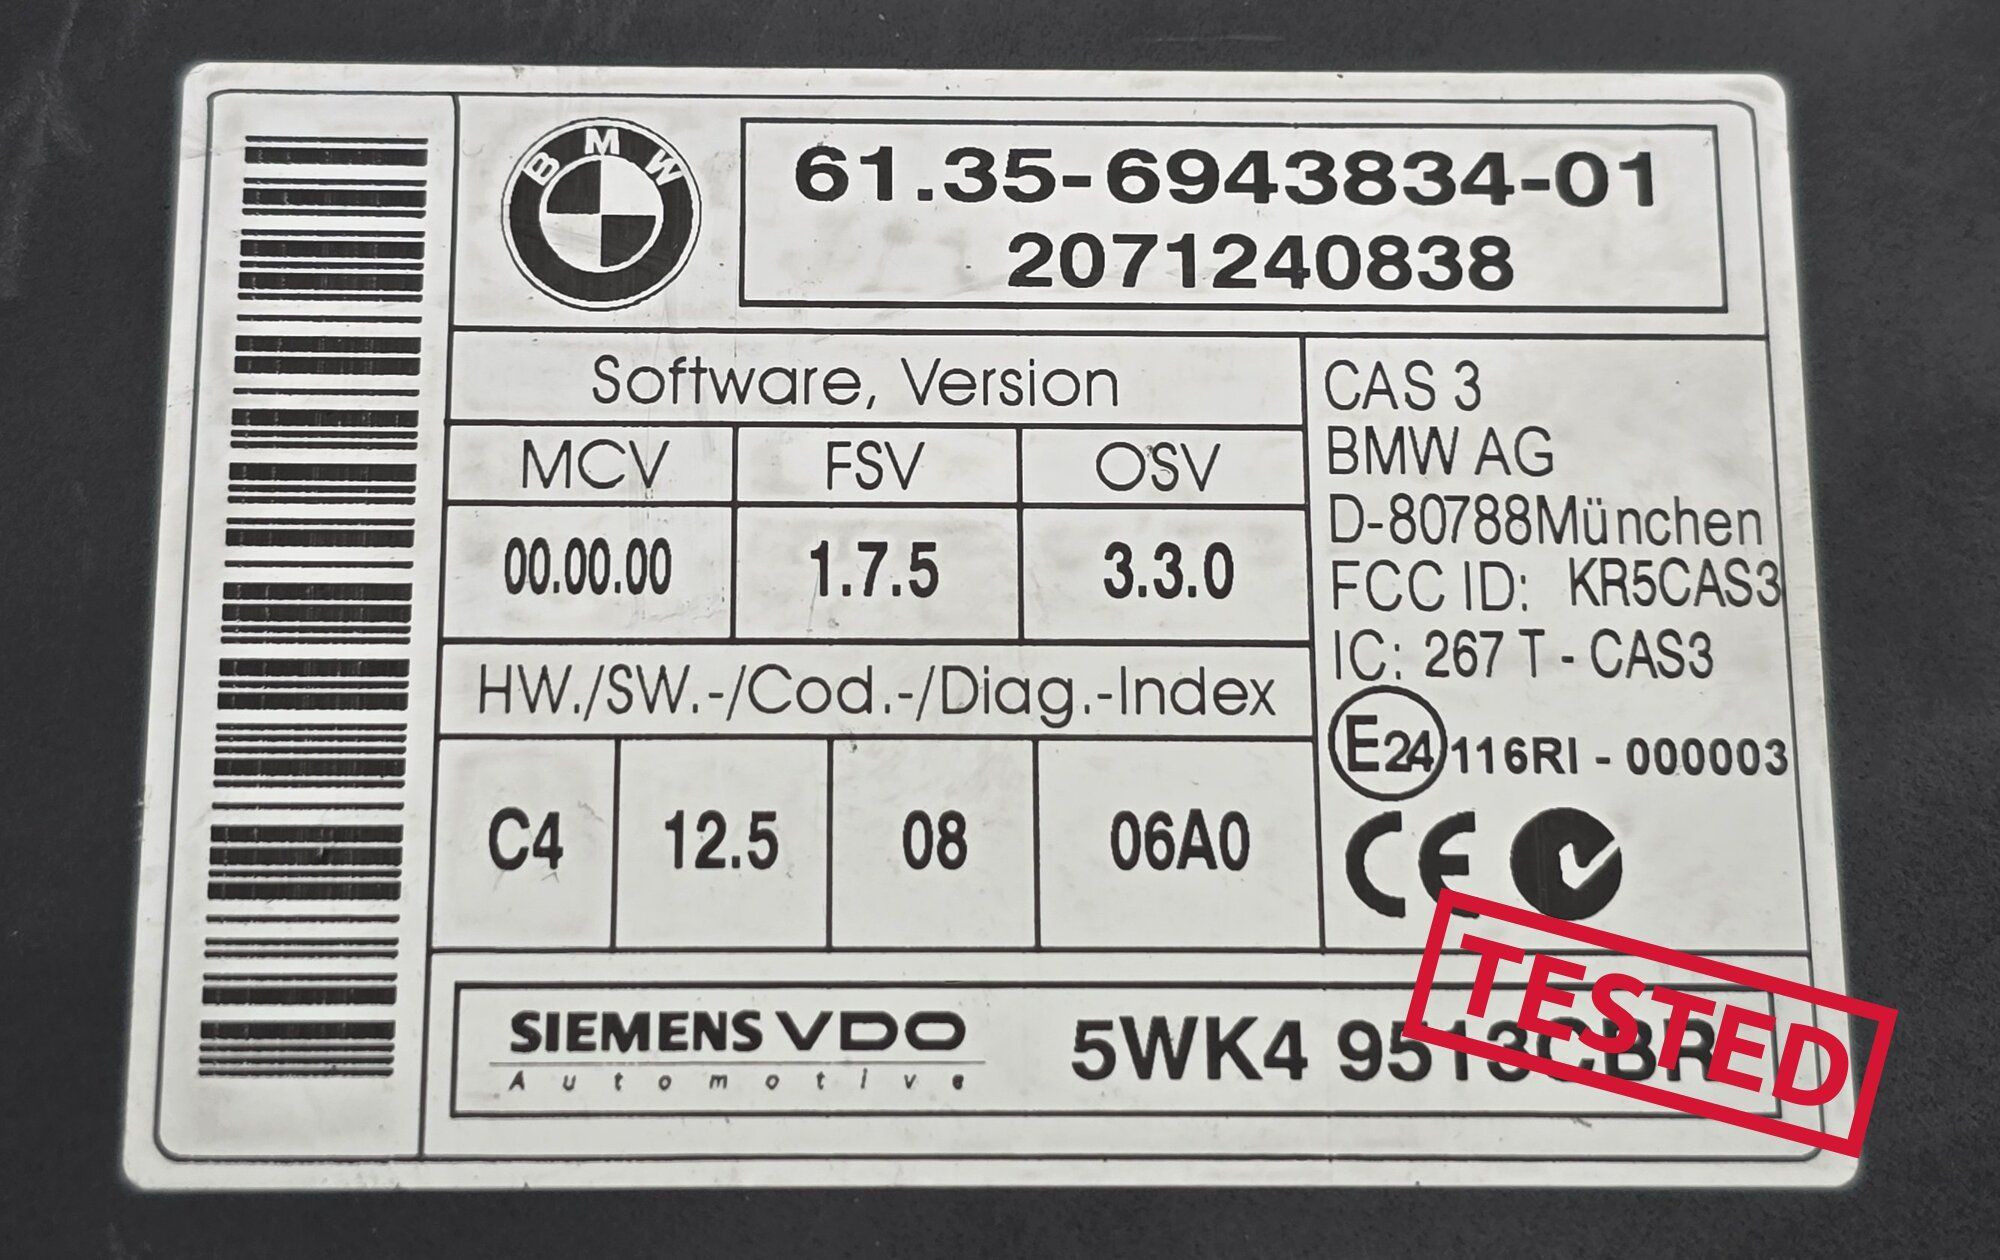 BMW
61.35-6943834-01
2071240838
Software, Version
MCV FSV OSV
00.00.00 1.7.5 3.3.0
HW./SW.-/Cod.-/Diag.-Index
C4 12.5 08 06A0
CAS 3
BMW AG
D-80788München
FCC ID: KR5CAS3
IC: 267 T - CAS3
E24 116RI - 000003
CE
SIEMENS VDO
Automotive
5WK4 9513CBR
TESTED